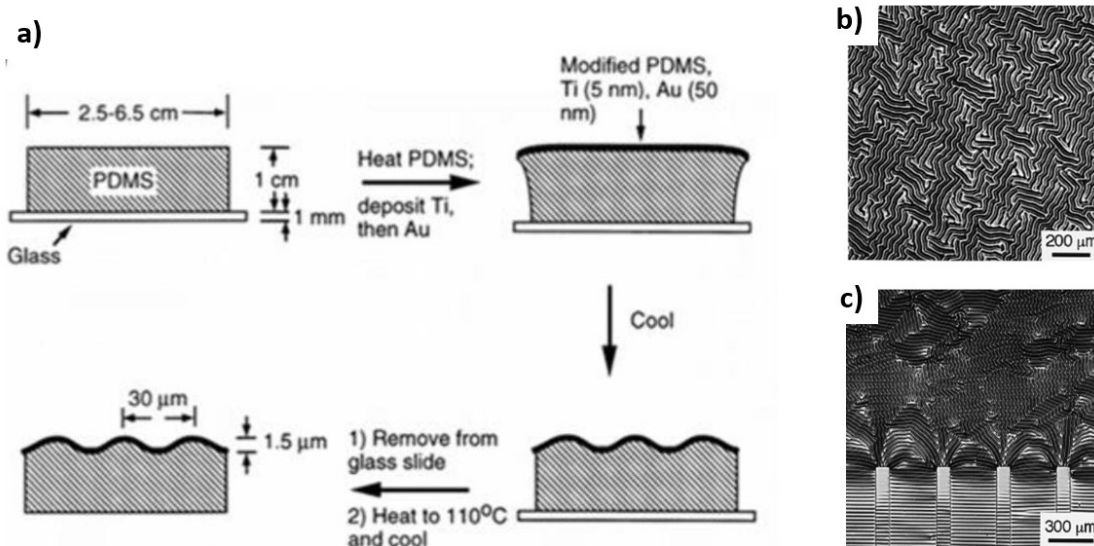 a)
2.5-6.5 cm
PDMS
1 cm
1 mm
Glass
Heat PDMS;
deposit Ti,
then Au
Modified PDMS,
Ti (5 nm), Au (50
nm)
Cool
30 μm
1.5 μm
1) Remove from
glass slide
2) Heat to 110°C
and cool
b)
200 μm
c)
300 μm